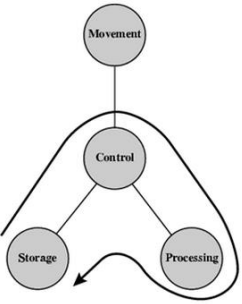 Movement
Control
Storage
Processing